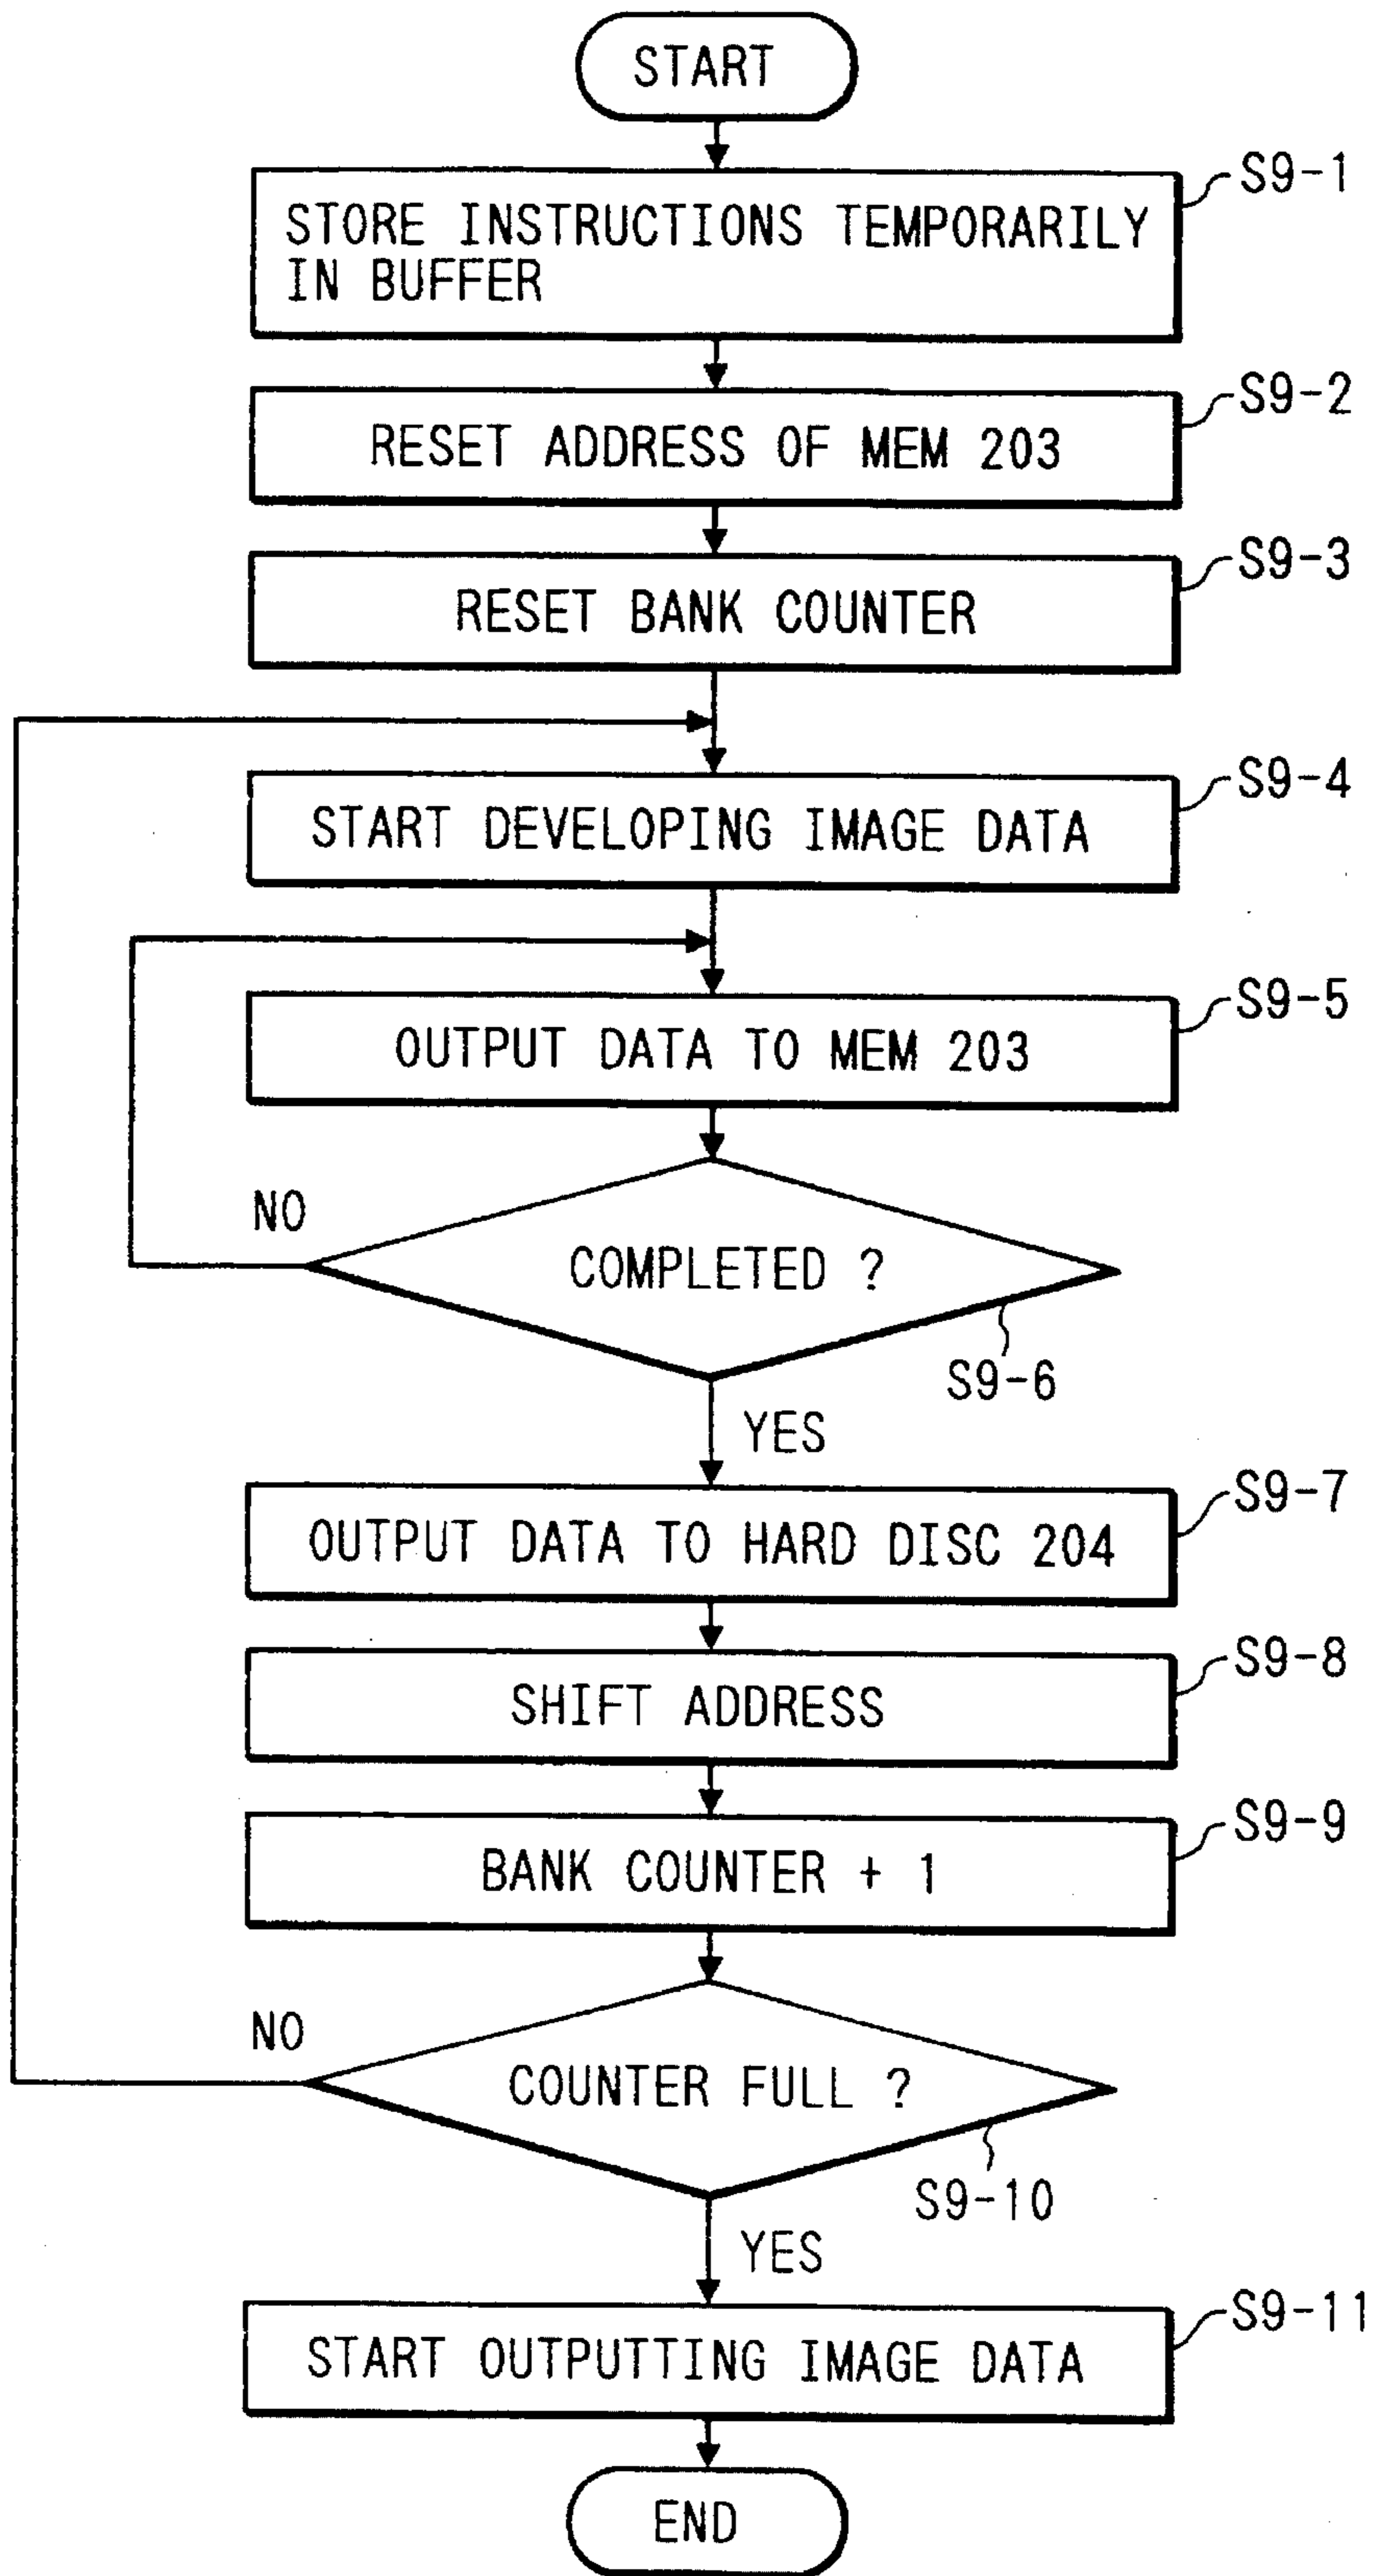 START
S9-1
STORE INSTRUCTIONS TEMPORARILY
IN BUFFER
S9-2
RESET ADDRESS OF MEM 203
S9-3
RESET BANK COUNTER
S9-4
START DEVELOPING IMAGE DATA
S9-5
OUTPUT DATA TO MEM 203
NO
COMPLETED ?
S9-6
YES
S9-7
OUTPUT DATA TO HARD DISC 204
S9-8
SHIFT ADDRESS
S9-9
BANK COUNTER + 1
NO
COUNTER FULL ?
S9-10
YES
S9-11
START OUTPUTTING IMAGE DATA
END